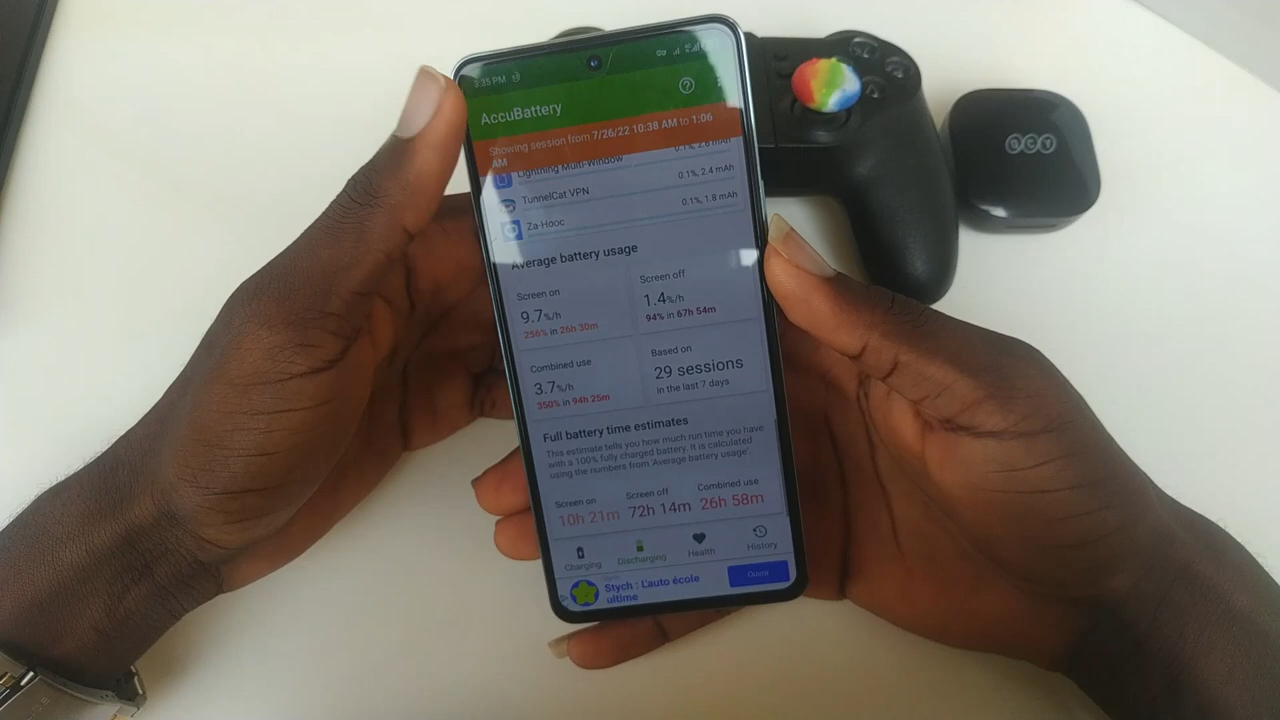 3:35 PM
AccuBattery
Showing session from 7/26/22 10:38 AM to 1:06
AM
Lightning Multi-Window 0.1%, 2.6 mAh
TunnelCat VPN 0.1%, 2.4 mAh
Za-Hooc 0.1%, 1.8 mAh
Average battery usage
Screen on
9.7%/h
256% in 26h 30m
Screen off
1.4%/h
94% in 67h 54m
Combined use
3.7%/h
350% in 94h 25m
Based on
29 sessions
in the last 7 days
Full battery time estimates
This estimate tells you how much run time you have
with a 100% fully charged battery. It is calculated
using the numbers from 'Average battery usage'.
Screen on
10h 21m
Screen off
72h 14m
Combined use
26h 58m
Charging
Discharging
Health
History
Stych : L'auto école
ultime
Ouvrir
QCY